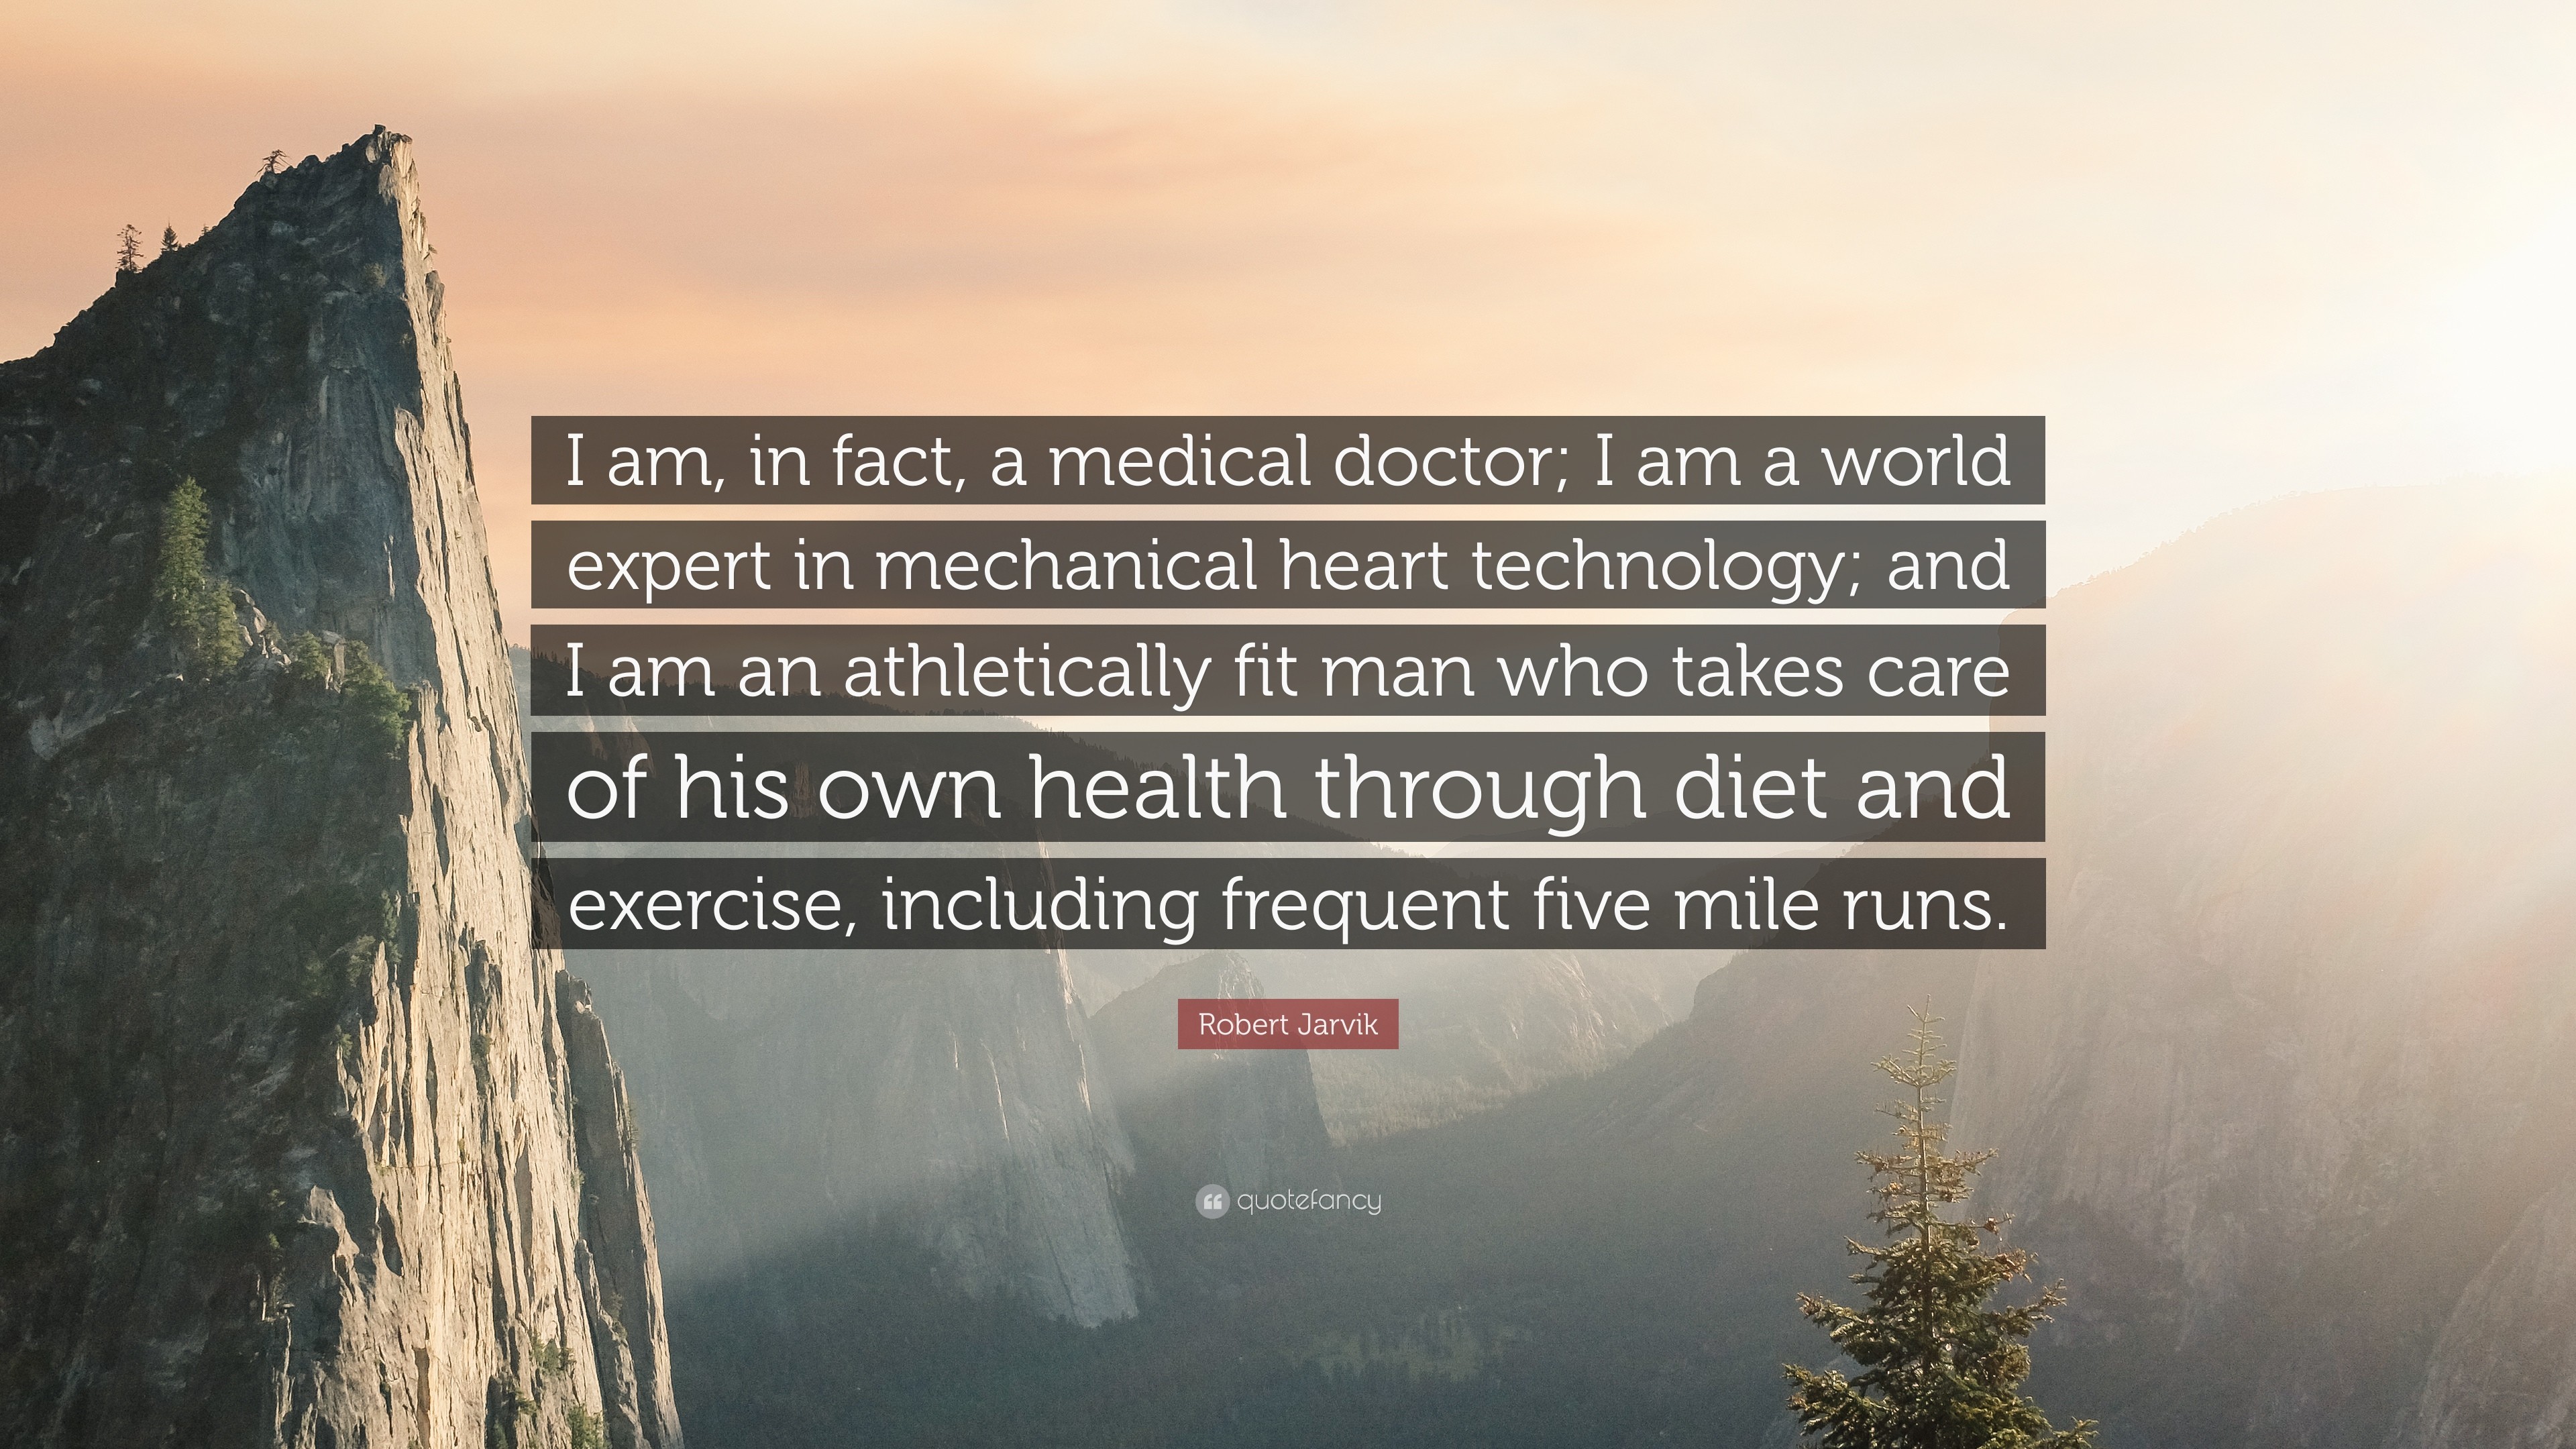 I am, in fact, a medical doctor; I am a world
expert in mechanical heart technology; and
I am an athletically fit man who takes care
of his own health through diet and
exercise, including frequent five mile runs.
Robert Jarvik
quotefancy